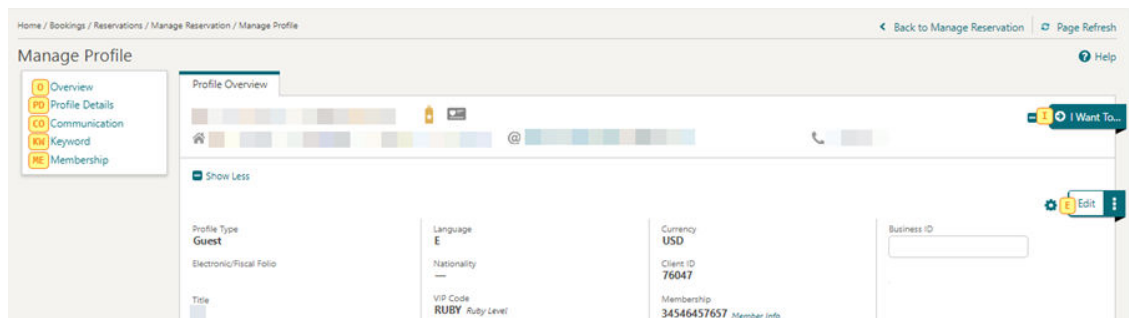 Home / Bookings / Reservations / Manage Reservation / Manage Profile
Back to Manage Reservation
Page Refresh
Manage Profile
Help
O Overview
PD Profile Details
CO Communication
KW Keyword
ME Membership
Profile Overview
I I Want To...
@
Show Less
E Edit
Profile Type
Guest
Language
E
Currency
USD
Business ID
Electronic/Fiscal Folio
Nationality
—
Client ID
76047
Title
VIP Code
RUBY Ruby Level
Membership
34546457657 Member Info